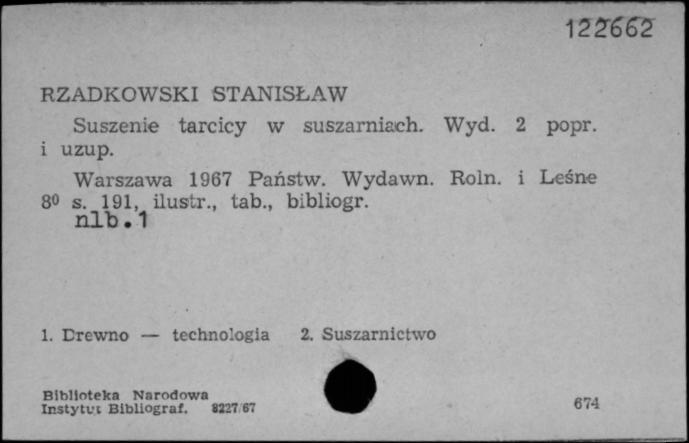 122662
RZADKOWSKI STANISŁAW
Suszenie tarcicy w suszarniach. Wyd. 2 popr.
i uzup.
Warszawa 1967 Państw. Wydawn. Roln. i Leśne
8⁰ s. 191, ilustr., tab., bibliogr.
nlb.1
1. Drewno — technologia 2. Suszarnictwo
Biblioteka Narodowa
Instytut Bibliograf. 8227/67
674